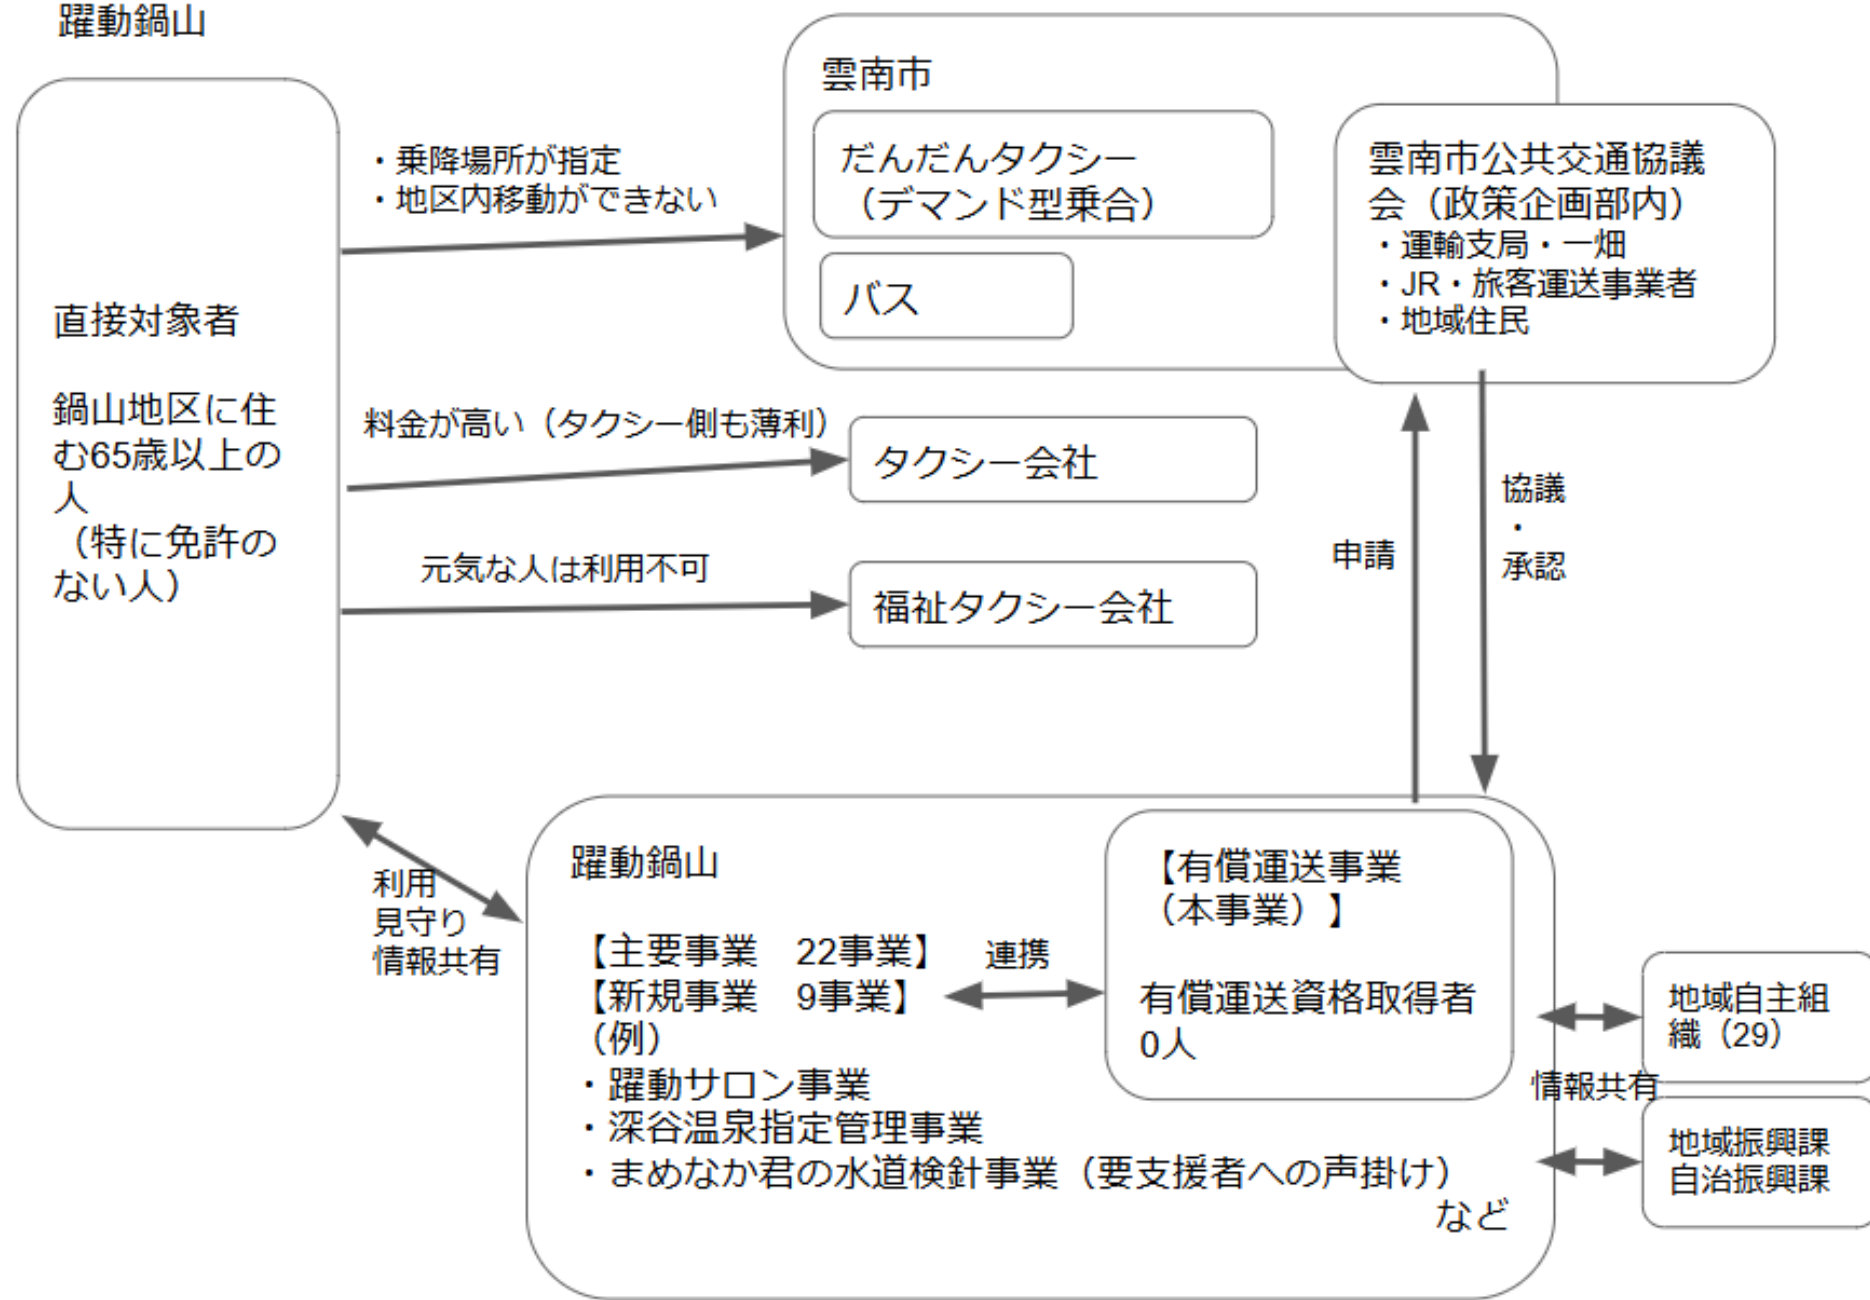 躍動鍋山
直接対象者
鍋山地区に住
む65歳以上の
人
（特に免許の
ない人）
・乗降場所が指定
・地区内移動ができない
雲南市
だんだんタクシー
（デマンド型乗合）
バス
雲南市公共交通協議
会（政策企画部内）
・運輸支局・一畑
・JR・旅客運送事業者
・地域住民
料金が高い（タクシー側も薄利）
タクシー会社
元気な人は利用不可
福祉タクシー会社
申請
協議
・
承認
利用
見守り
情報共有
躍動鍋山
【主要事業　22事業】
【新規事業　9事業】
（例）
・躍動サロン事業
・深谷温泉指定管理事業
・まめなか君の水道検針事業（要支援者への声掛け）
など
連携
【有償運送事業
（本事業）】
有償運送資格取得者
0人
情報共有
地域自主組
織（29）
地域振興課
自治振興課